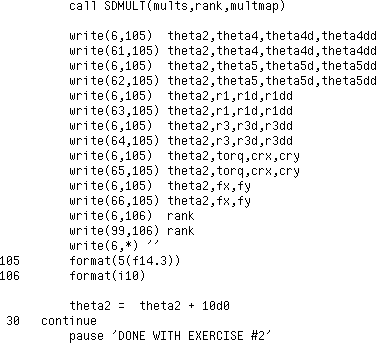 call SDMULT(mults,rank,multmap)
write(6,105) theta2,theta4,theta4d,theta4dd
write(61,105) theta2,theta4,theta4d,theta4dd
write(6,105) theta2,theta5,theta5d,theta5dd
write(62,105) theta2,theta5,theta5d,theta5dd
write(6,105) theta2,r1,r1d,r1dd
write(63,105) theta2,r1,r1d,r1dd
write(6,105) theta2,r3,r3d,r3dd
write(64,105) theta2,r3,r3d,r3dd
write(6,105) theta2,torq,crx,cry
write(65,105) theta2,torq,crx,cry
write(6,105) theta2,fx,fy
write(66,105) theta2,fx,fy
write(6,106) rank
write(99,106) rank
write(6,*) ''
105 format(5(f14.3))
106 format(i10)
theta2 = theta2 + 10d0
30 continue
pause 'DONE WITH EXERCISE #2'